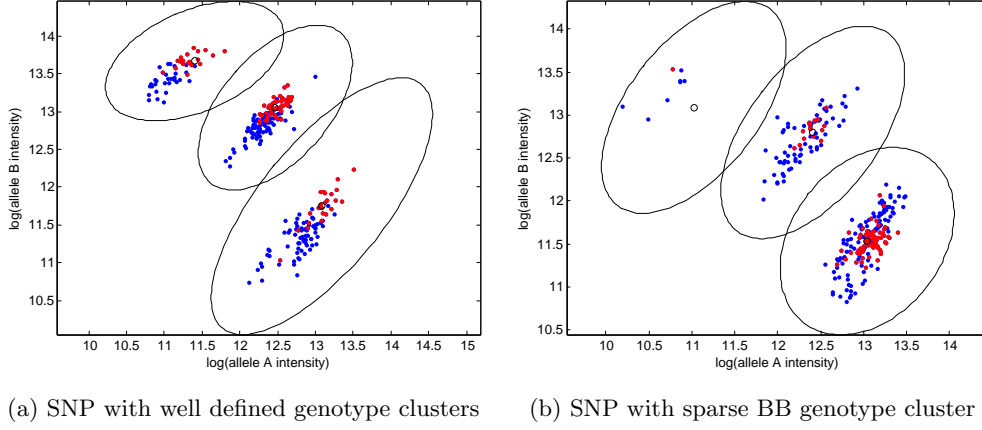 14
13.5
13
12.5
12
11.5
11
10.5
log(allele B intensity)
10 10.5 11 11.5 12 12.5 13 13.5 14 14.5 15
log(allele A intensity)
14
13.5
13
12.5
12
11.5
11
10.5
log(allele B intensity)
10 10.5 11 11.5 12 12.5 13 13.5 14
log(allele A intensity)
(a) SNP with well defined genotype clusters
(b) SNP with sparse BB genotype cluster